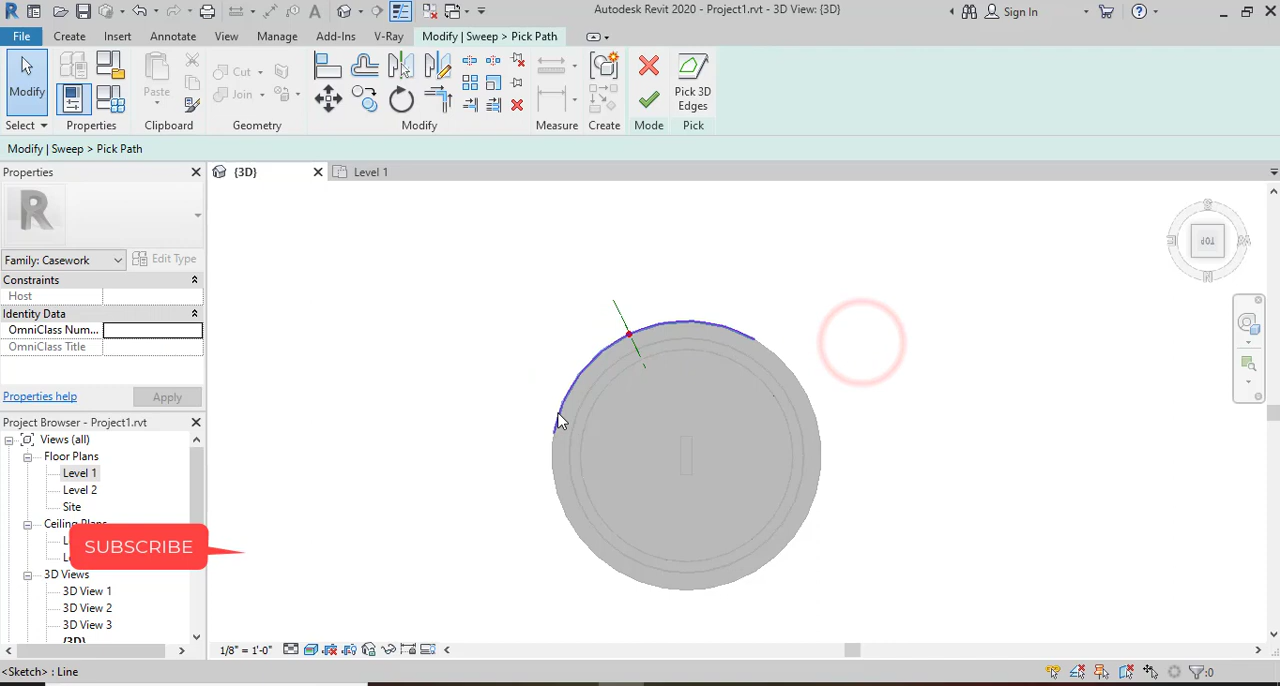 Autodesk Revit 2020 - Project1.rvt - 3D View: {3D}
Sign In
File Create Insert Annotate View Manage Add-Ins V-Ray Modify | Sweep > Pick Path
Modify Paste Cut Join Pick 3D Edges
Select Properties Clipboard Geometry Modify Measure Create Mode Pick
Modify | Sweep > Pick Path
Properties
{3D}
Level 1
Family: Casework
Edit Type
Constraints
Host
Identity Data
OmniClass Num...
OmniClass Title
Properties help
Apply
Project Browser - Project1.rvt
Views (all)
Floor Plans
Level 1
Level 2
Site
Ceiling Plans
SUBSCRIBE
3D Views
3D View 1
3D View 2
3D View 3
{3D}
TOP
S
N
1/8" = 1'-0"
<Sketch> : Line
:0